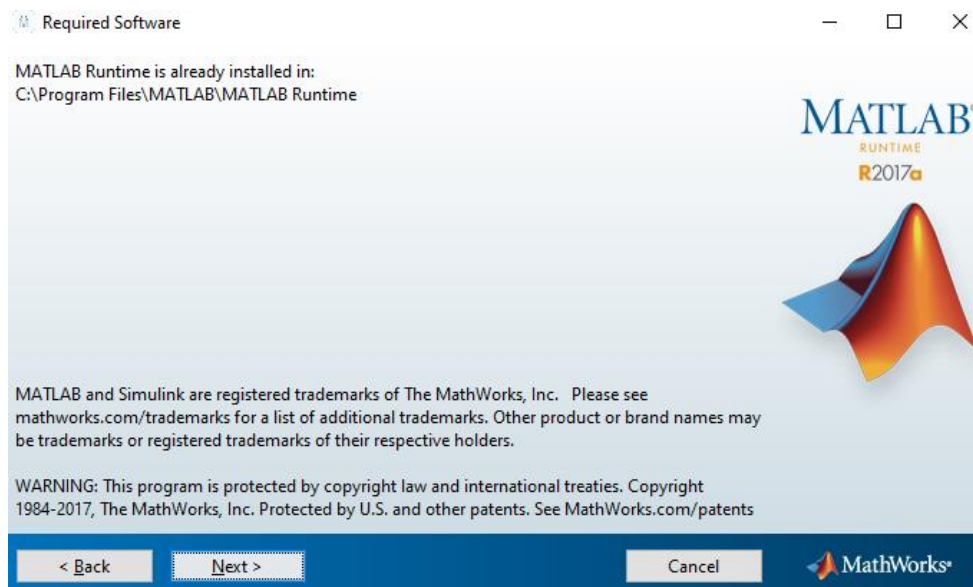 Required Software
MATLAB Runtime is already installed in:
C:\Program Files\MATLAB\MATLAB Runtime
MATLAB®
RUNTIME
R2017a
MATLAB and Simulink are registered trademarks of The MathWorks, Inc.   Please see
mathworks.com/trademarks for a list of additional trademarks. Other product or brand names may
be trademarks or registered trademarks of their respective holders.
WARNING: This program is protected by copyright law and international treaties. Copyright
1984-2017, The MathWorks, Inc. Protected by U.S. and other patents. See MathWorks.com/patents
< Back
Next >
Cancel
MathWorks®